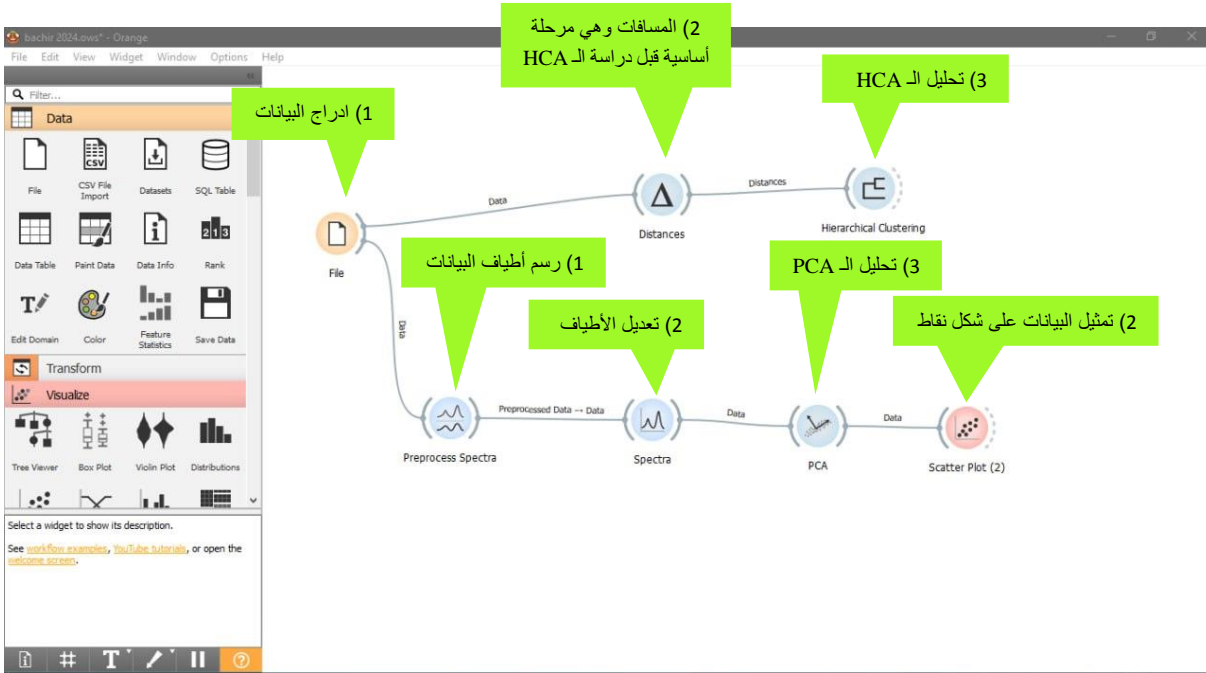 bachir 2024.ows* - Orange
File Edit View Widget Window Options Help
2) المسافات وهي مرحلة
أساسية قبل دراسة الـ HCA
3) تحليل الـ HCA
1) ادراج البيانات
Filter...
Data
File
CSV File
Import
Datasets
SQL Table
Data Table
Paint Data
Data Info
Rank
Edit Domain
Color
Feature
Statistics
Save Data
Transform
Visualize
Tree Viewer
Box Plot
Violin Plot
Distributions
Select a widget to show its description.
See workflow examples, YouTube tutorials, or open the
welcome screen.
Data
Distances
File
Distances
Hierarchical Clustering
1) رسم أطياف البيانات
2) تعديل الأطياف
3) تحليل الـ PCA
2) تمثيل البيانات على شكل نقاط
Data
Preprocessed Data → Data
Data
Data
Preprocess Spectra
Spectra
PCA
Scatter Plot (2)